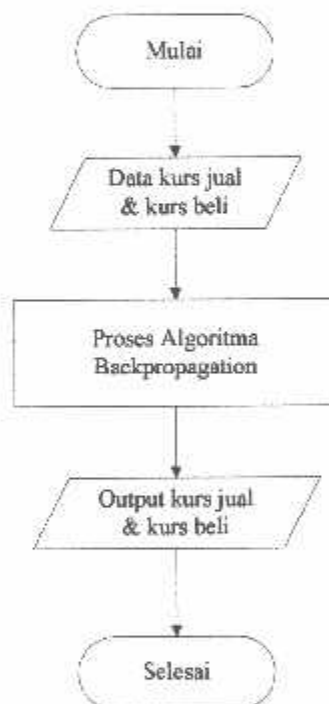 Mulai
Data kurs jual
& kurs beli
Proses Algoritma
Backpropagation
Output kurs jual
& kurs beli
Selesai